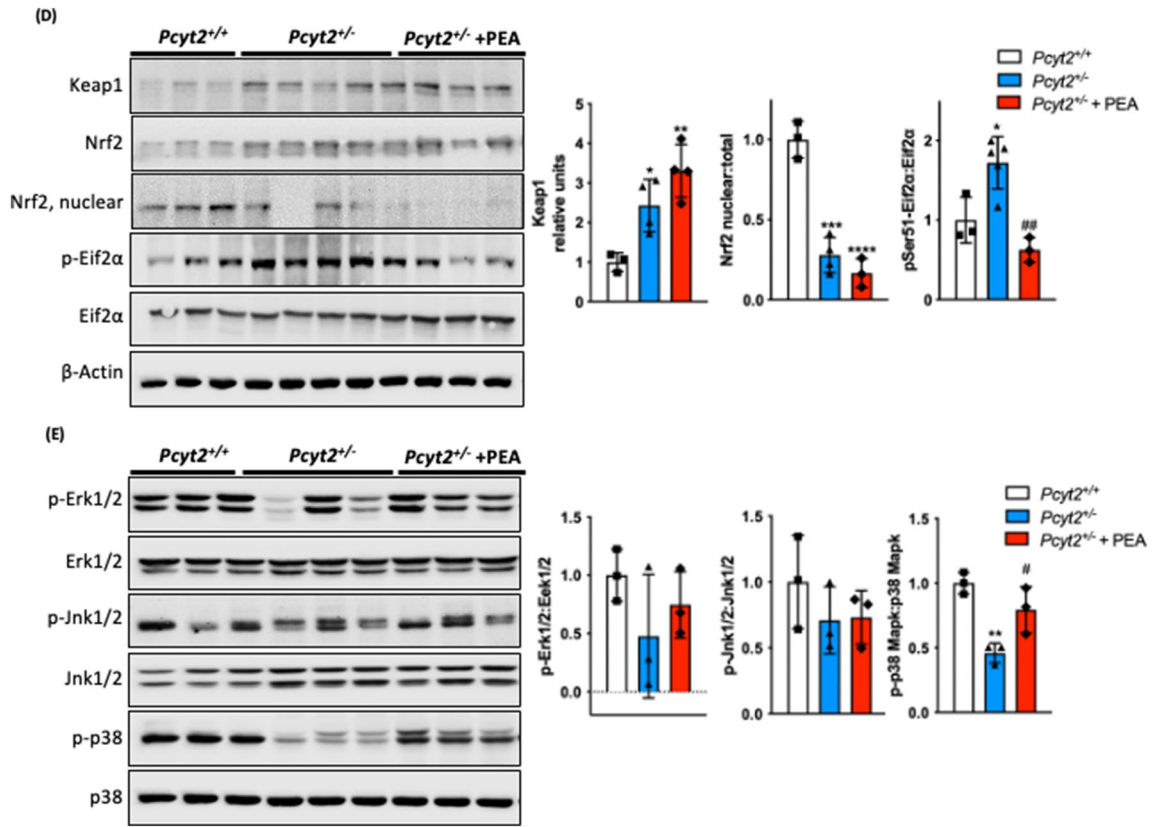 (D)
Pcyt2+/+ Pcyt2+/- Pcyt2+/- +PEA
Keap1
Nrf2
Nrf2, nuclear
p-Eif2α
Eif2α
β-Actin
Pcyt2+/+
Pcyt2+/-
Pcyt2+/- + PEA
Keap1
relative units
5
4
3
2
1
0
*
**
Nrf2 nuclear:total
1.0
0.5
0.0
***
****
pSer51-Eif2α:Eif2α
2
1
0
*
##
(E)
Pcyt2+/+ Pcyt2+/- Pcyt2+/- +PEA
p-Erk1/2
Erk1/2
p-Jnk1/2
Jnk1/2
p-p38
p38
Pcyt2+/+
Pcyt2+/-
Pcyt2+/- + PEA
p-Erk1/2:Eek1/2
1.5
1.0
0.5
0.0
p-Jnk1/2:Jnk1/2
1.5
1.0
0.5
0.0
p-p38 Mapk:p38 Mapk
1.5
1.0
0.5
0.0
**
#